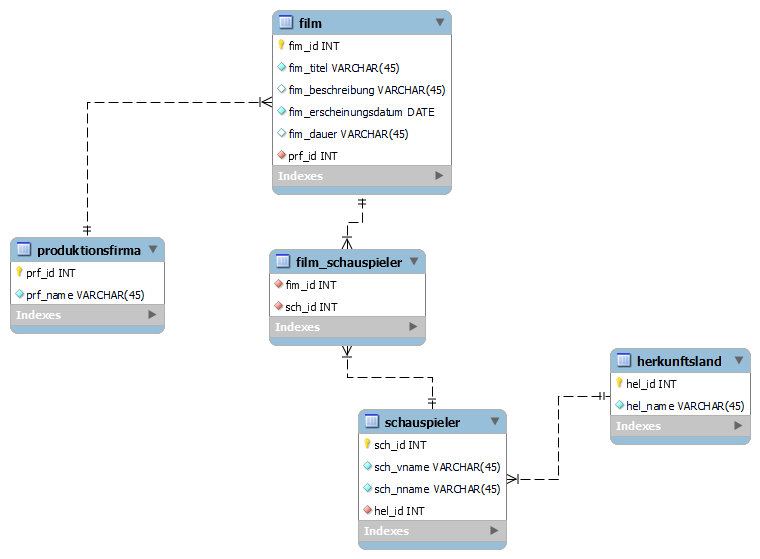 film
fim_id INT
fim_titel VARCHAR(45)
fim_beschreibung VARCHAR(45)
fim_erscheinungsdatum DATE
fim_dauer VARCHAR(45)
prf_id INT
Indexes
produktionsfirma
prf_id INT
prf_name VARCHAR(45)
Indexes
film_schauspieler
fim_id INT
sch_id INT
Indexes
herkunftsland
hel_id INT
hel_name VARCHAR(45)
Indexes
schauspieler
sch_id INT
sch_vname VARCHAR(45)
sch_nname VARCHAR(45)
hel_id INT
Indexes